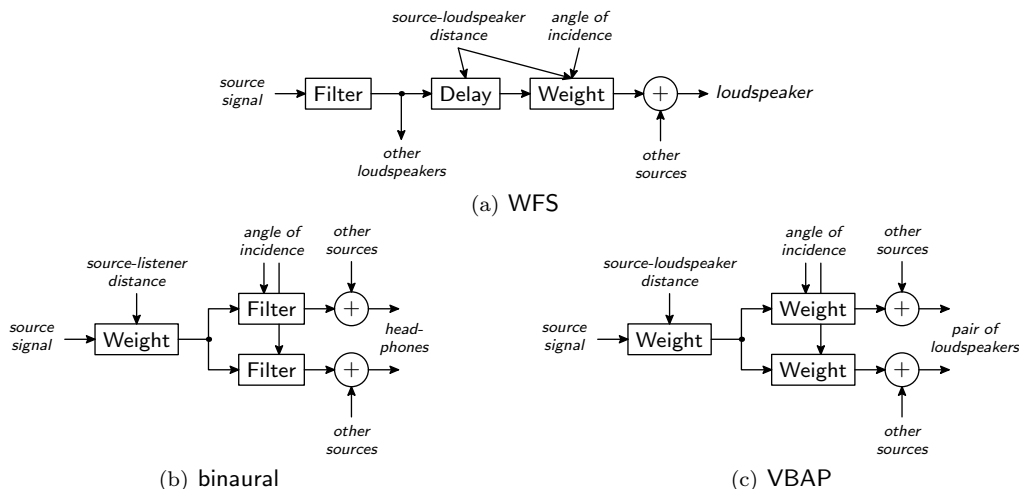 source-loudspeaker
distance
angle of
incidence
source
signal
Filter
Delay
Weight
+
loudspeaker
other
loudspeakers
other
sources
(a) WFS
source-listener
distance
angle of
incidence
other
sources
source
signal
Weight
Filter
+
Filter
+
head-
phones
other
sources
(b) binaural
source-loudspeaker
distance
angle of
incidence
other
sources
source
signal
Weight
Weight
+
Weight
+
pair of
loudspeakers
other
sources
(c) VBAP